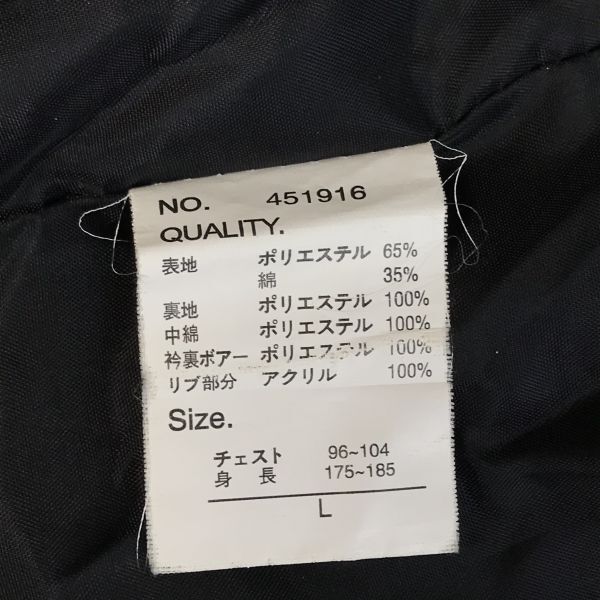 NO. 451916
QUALITY.
表地 ポリエステル 65%
綿 35%
裏地 ポリエステル 100%
中綿 ポリエステル 100%
衿裏ボアー ポリエステル 100%
リブ部分 アクリル 100%
Size.
チェスト 96~104
身長 175~185
L